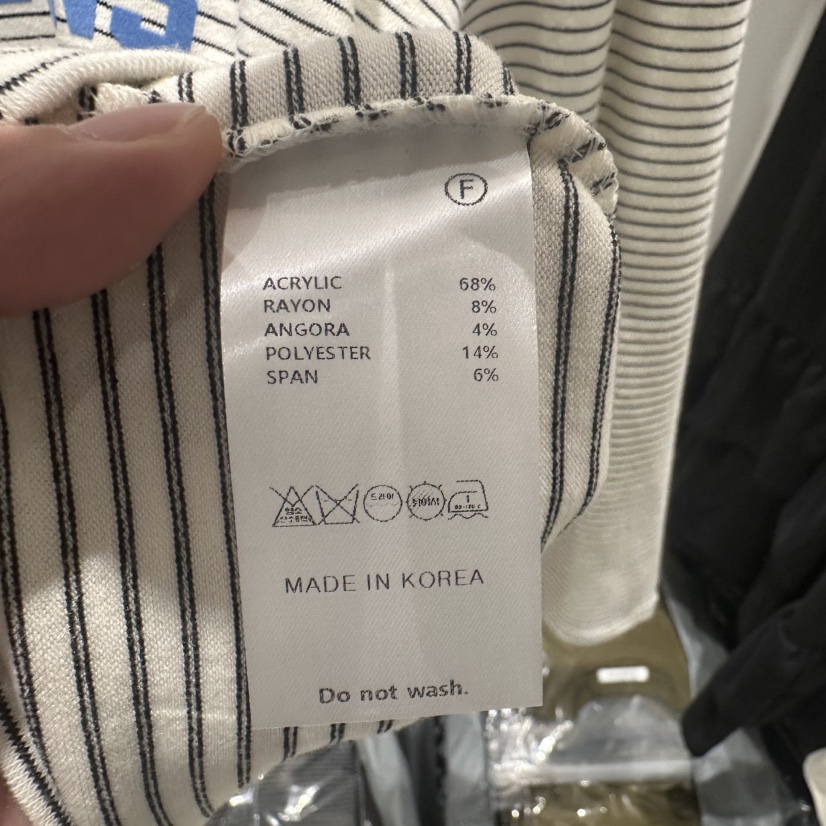 F
ACRYLIC 68%
RAYON 8%
ANGORA 4%
POLYESTER 14%
SPAN 6%
드라이
MADE IN KOREA
Do not wash.